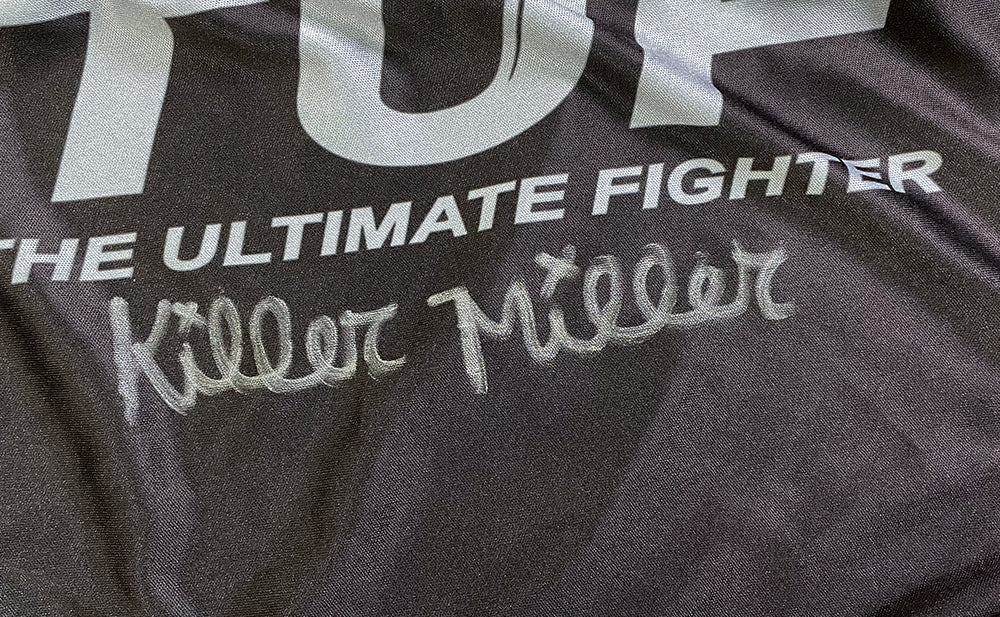 TUF
THE ULTIMATE FIGHTER
Killer Miller